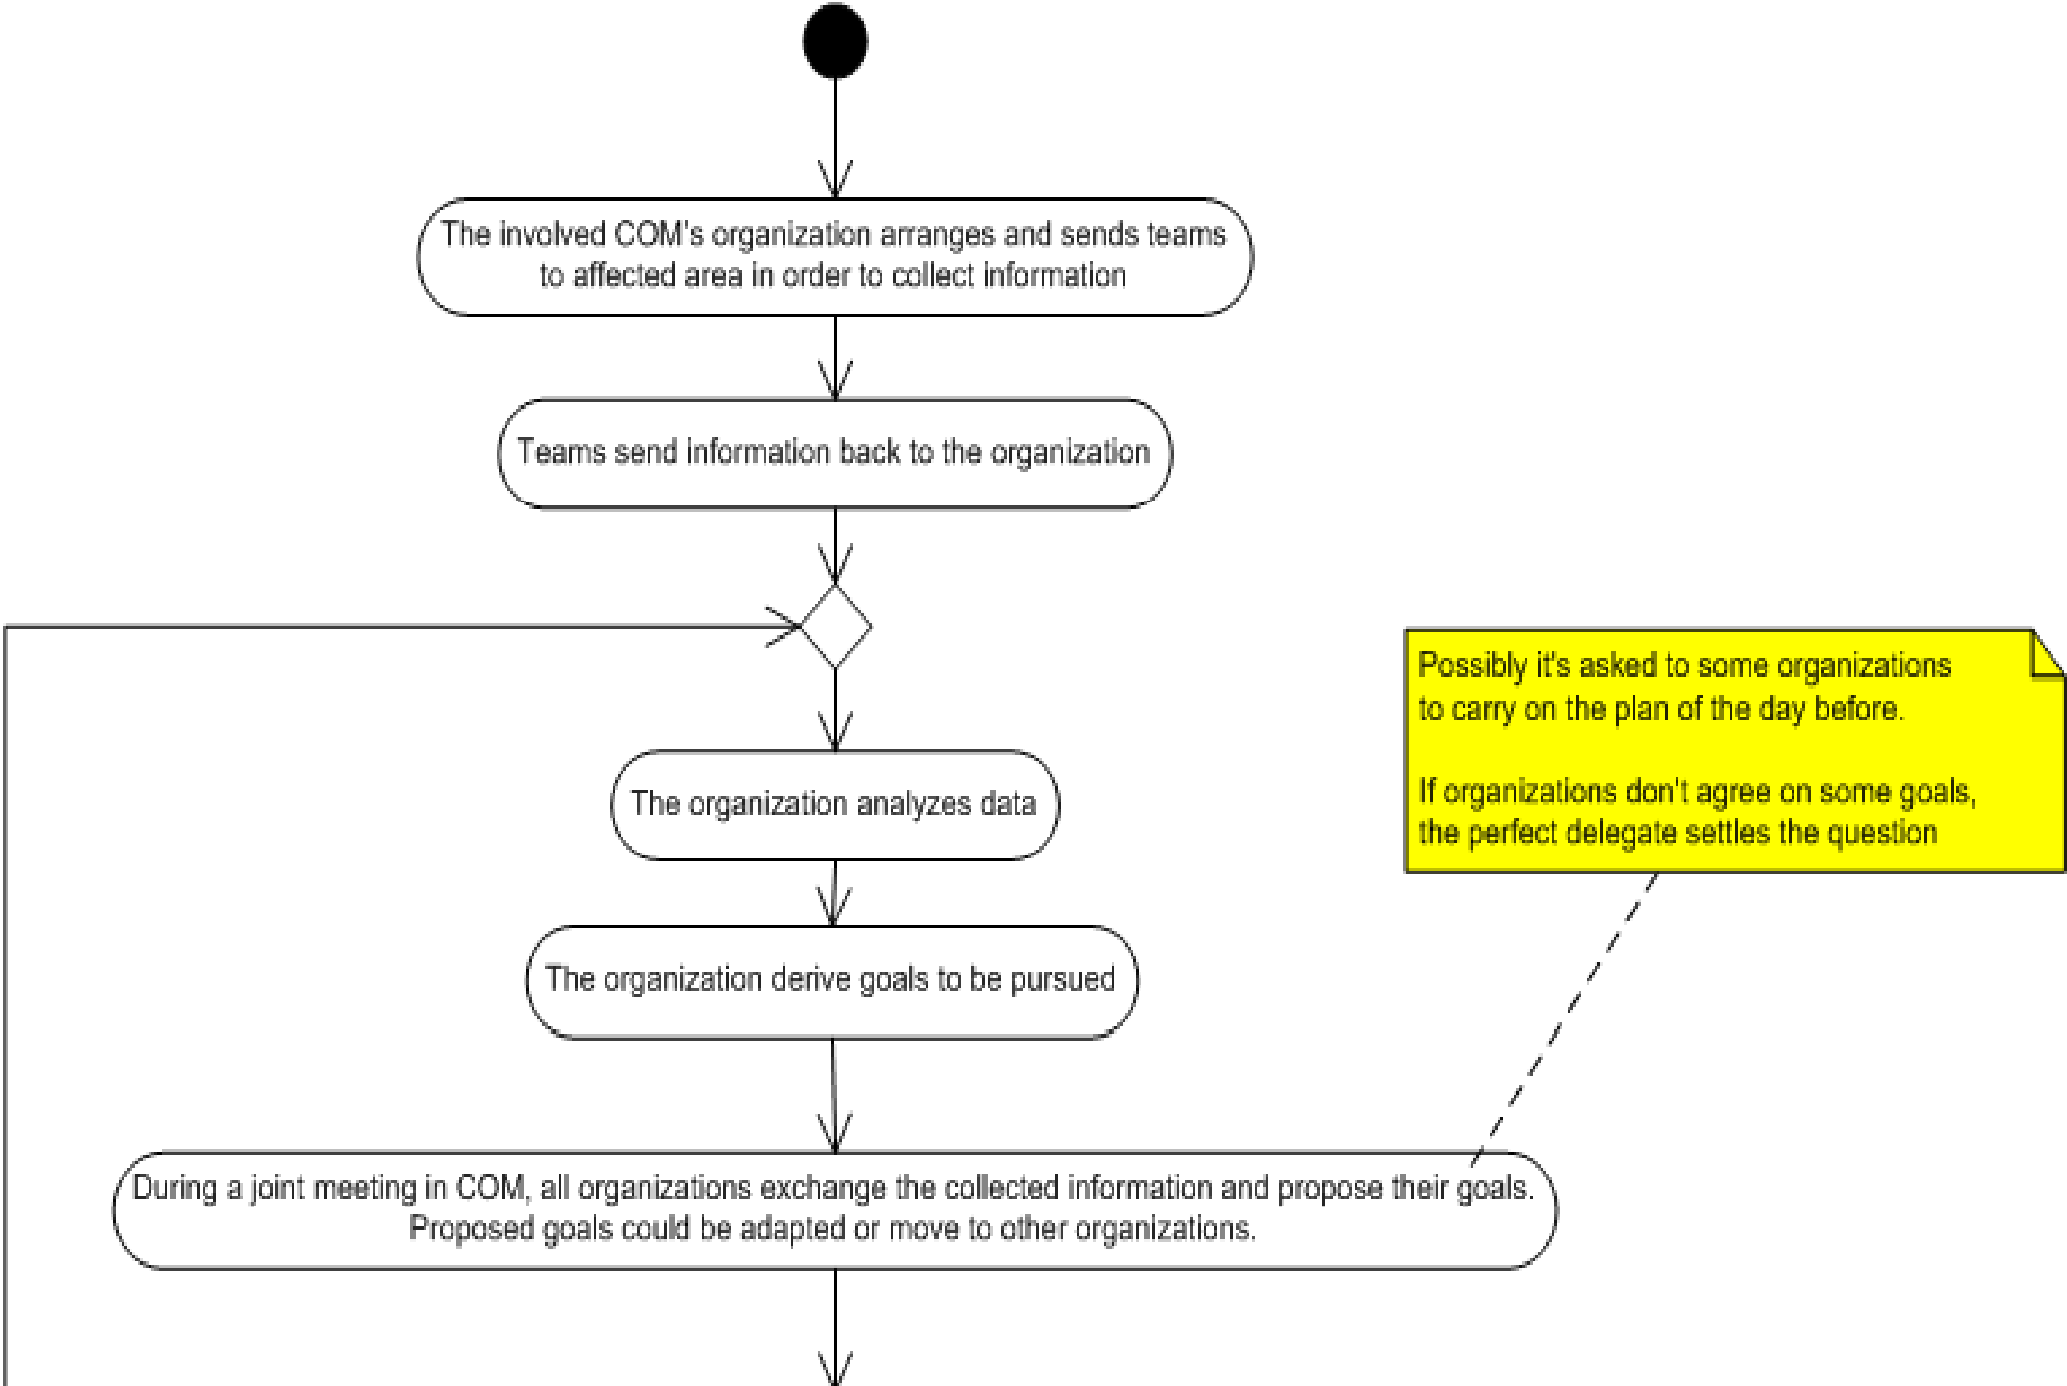 The involved COM's organization arranges and sends teams
to affected area in order to collect information
Teams send information back to the organization
Possibly it's asked to some organizations
to carry on the plan of the day before.
If organizations don't agree on some goals,
the perfect delegate settles the question
The organization analyzes data
The organization derive goals to be pursued
During a joint meeting in COM, all organizations exchange the collected information and propose their goals.
Proposed goals could be adapted or move to other organizations.